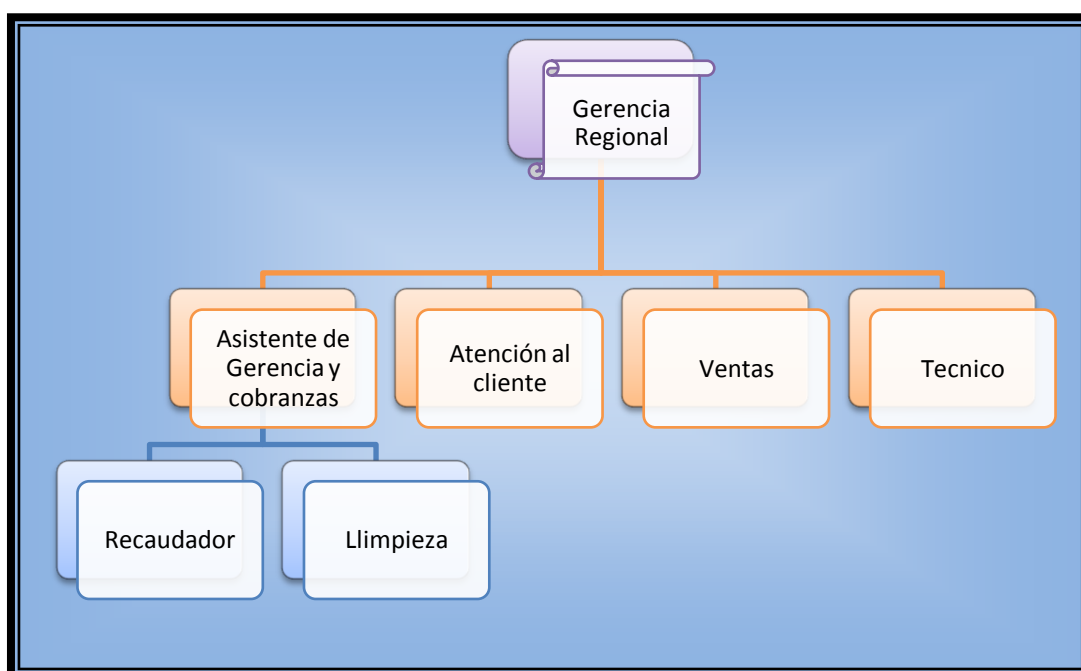 Gerencia
Regional
Asistente de
Gerencia y
cobranzas
Atención al
cliente
Ventas
Tecnico
Recaudador
Llimpieza